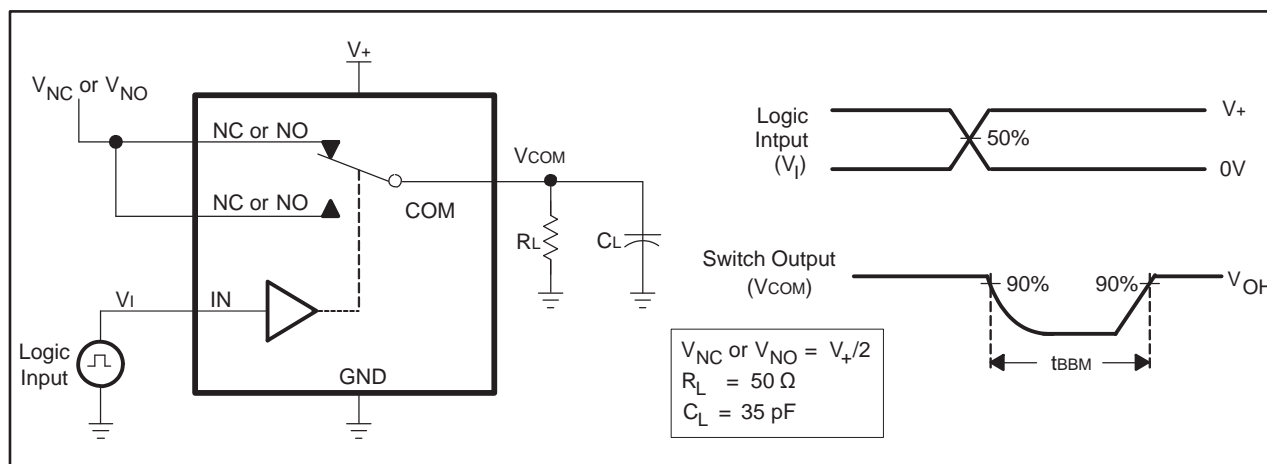 V+
VNC or VNO
NC or NO
VCOM
NC or NO
COM
RL
CL
VI
IN
Logic
Input
GND
Logic
Intput
(VI)
V+
50%
0V
Switch Output
(VCOM)
90%
90%
VOH
tBBM
VNC or VNO = V+/2
RL = 50 Ω
CL = 35 pF